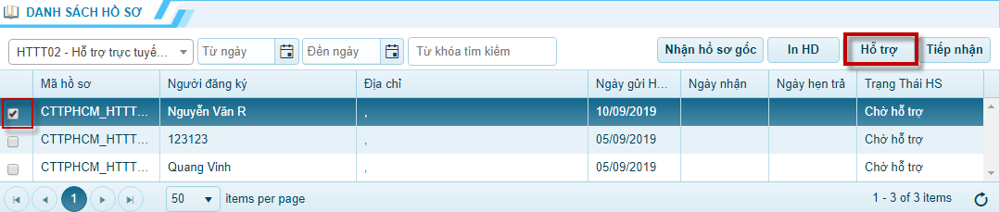 DANH SÁCH HỒ SƠ
HTTT02 - Hỗ trợ trực tuyế... Từ ngày Đến ngày Từ khóa tìm kiếm Nhận hồ sơ gốc In HD Hỗ trợ Tiếp nhận
Mã hồ sơ Người đăng ký Địa chỉ Ngày gửi H... Ngày nhận Ngày hẹn trả Trạng Thái HS
CTTPHCM_HTTT... Nguyễn Văn R , 10/09/2019 Chờ hỗ trợ
CTTPHCM_HTTT... 123123 , 05/09/2019 Chờ hỗ trợ
CTTPHCM_HTTT... Quang Vinh , 05/09/2019 Chờ hỗ trợ
1 50 items per page 1 - 3 of 3 items